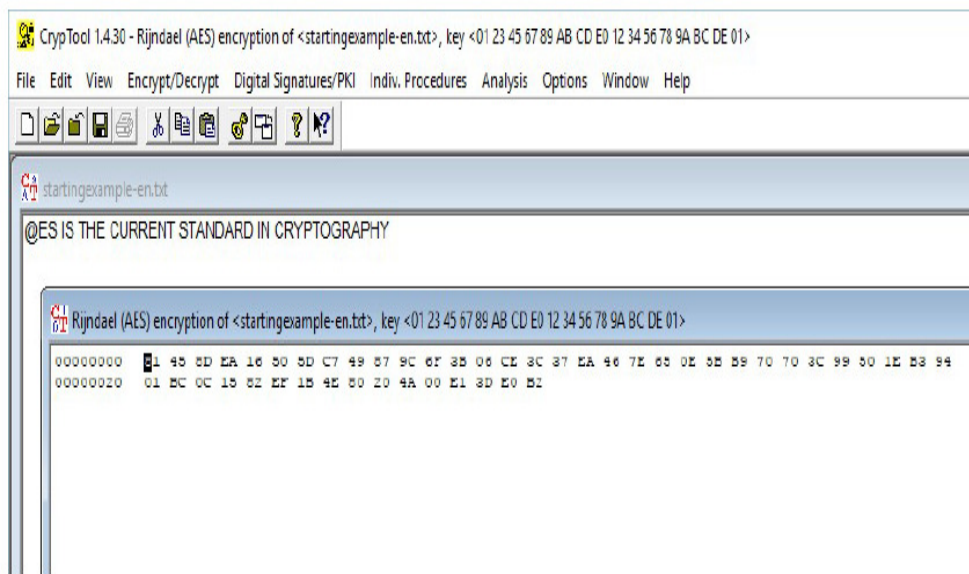 CrypTool 1.4.30 - Rijndael (AES) encryption of <startingexample-en.txt>, key <01 23 45 67 89 AB CD E0 12 34 56 78 9A BC DE 01>
File Edit View Encrypt/Decrypt Digital Signatures/PKI Indiv. Procedures Analysis Options Window Help
startingexample-en.txt
@ES IS THE CURRENT STANDARD IN CRYPTOGRAPHY
Rijndael (AES) encryption of <startingexample-en.txt>, key <01 23 45 67 89 AB CD E0 12 34 56 78 9A BC DE 01>
00000000 45 8D EA 16 50 5D C7 49 87 9C 6F 3B 06 CE 3C 37 EA 46 7E 65 0E 5B B9 70 70 3C 99 50 1E B3 94
00000020 01 BC 0C 15 82 EF 1B 4E 80 20 4A 00 E1 3D E0 B2